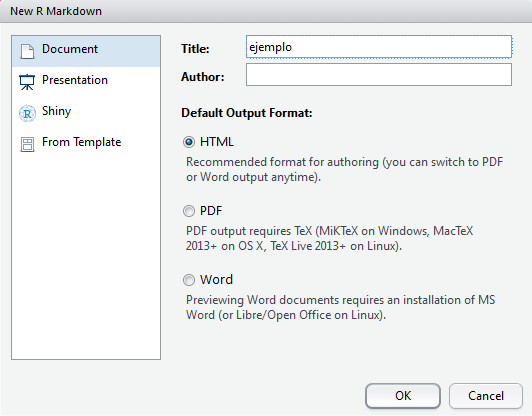 New R Markdown
Document
Presentation
Shiny
From Template
Title: ejemplo
Author:
Default Output Format:
HTML
Recommended format for authoring (you can switch to PDF
or Word output anytime).
PDF
PDF output requires TeX (MiKTeX on Windows, MacTeX
2013+ on OS X, TeX Live 2013+ on Linux).
Word
Previewing Word documents requires an installation of MS
Word (or Libre/Open Office on Linux).
OK Cancel